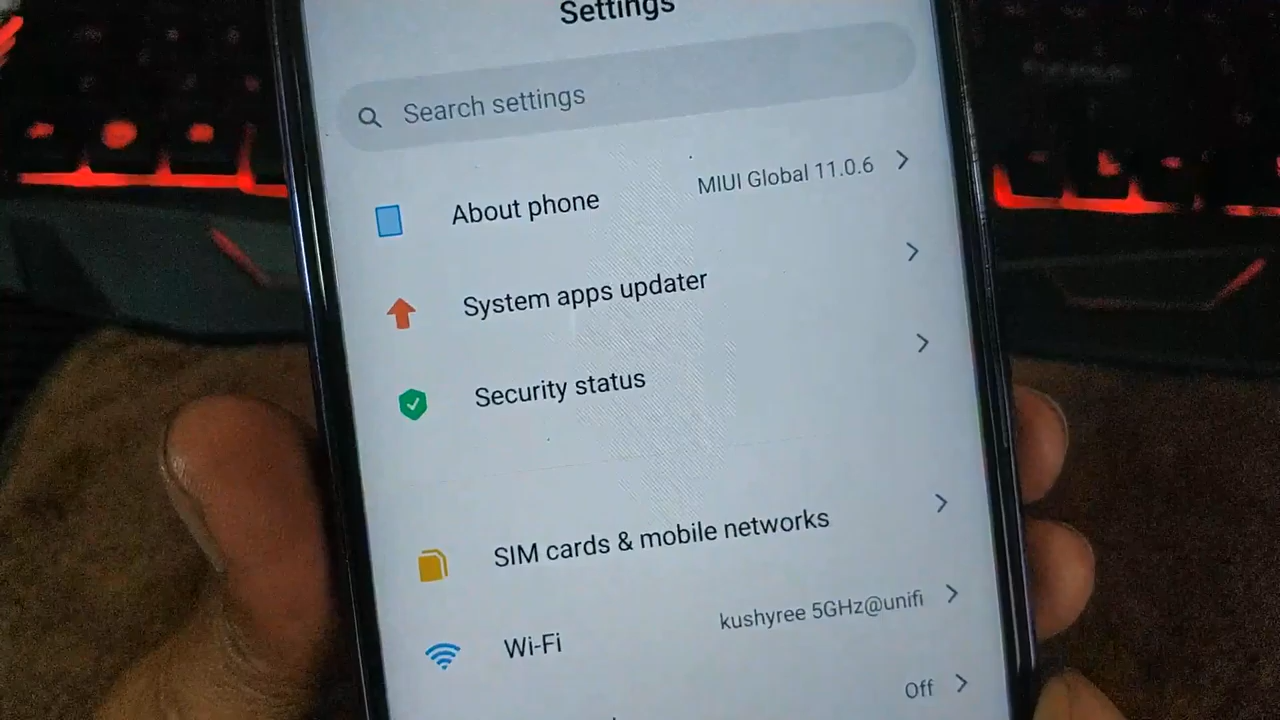 Settings
Search settings
About phone MIUI Global 11.0.6
System apps updater
Security status
SIM cards & mobile networks
Wi-Fi kushyree 5GHz@unifi
Off